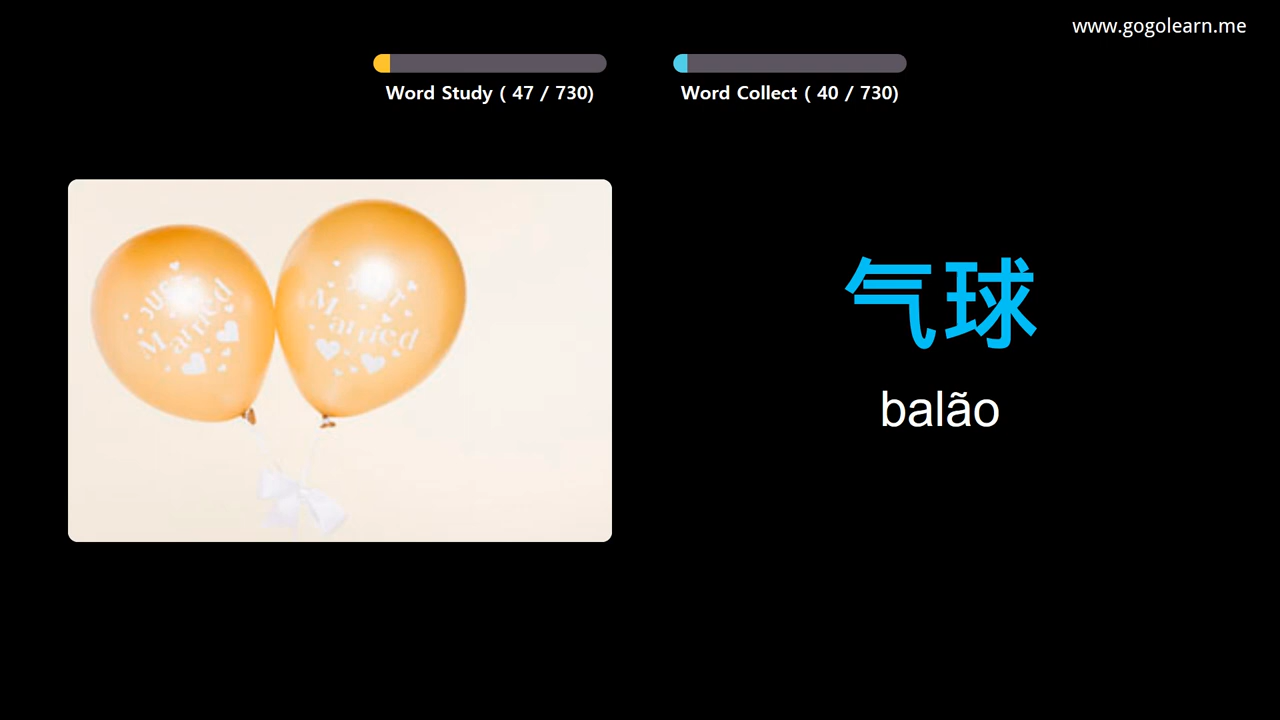 www.gogolearn.me
Word Study ( 47 / 730)
Word Collect ( 40 / 730)
JUST
Married
JUST
Married
气球
balão